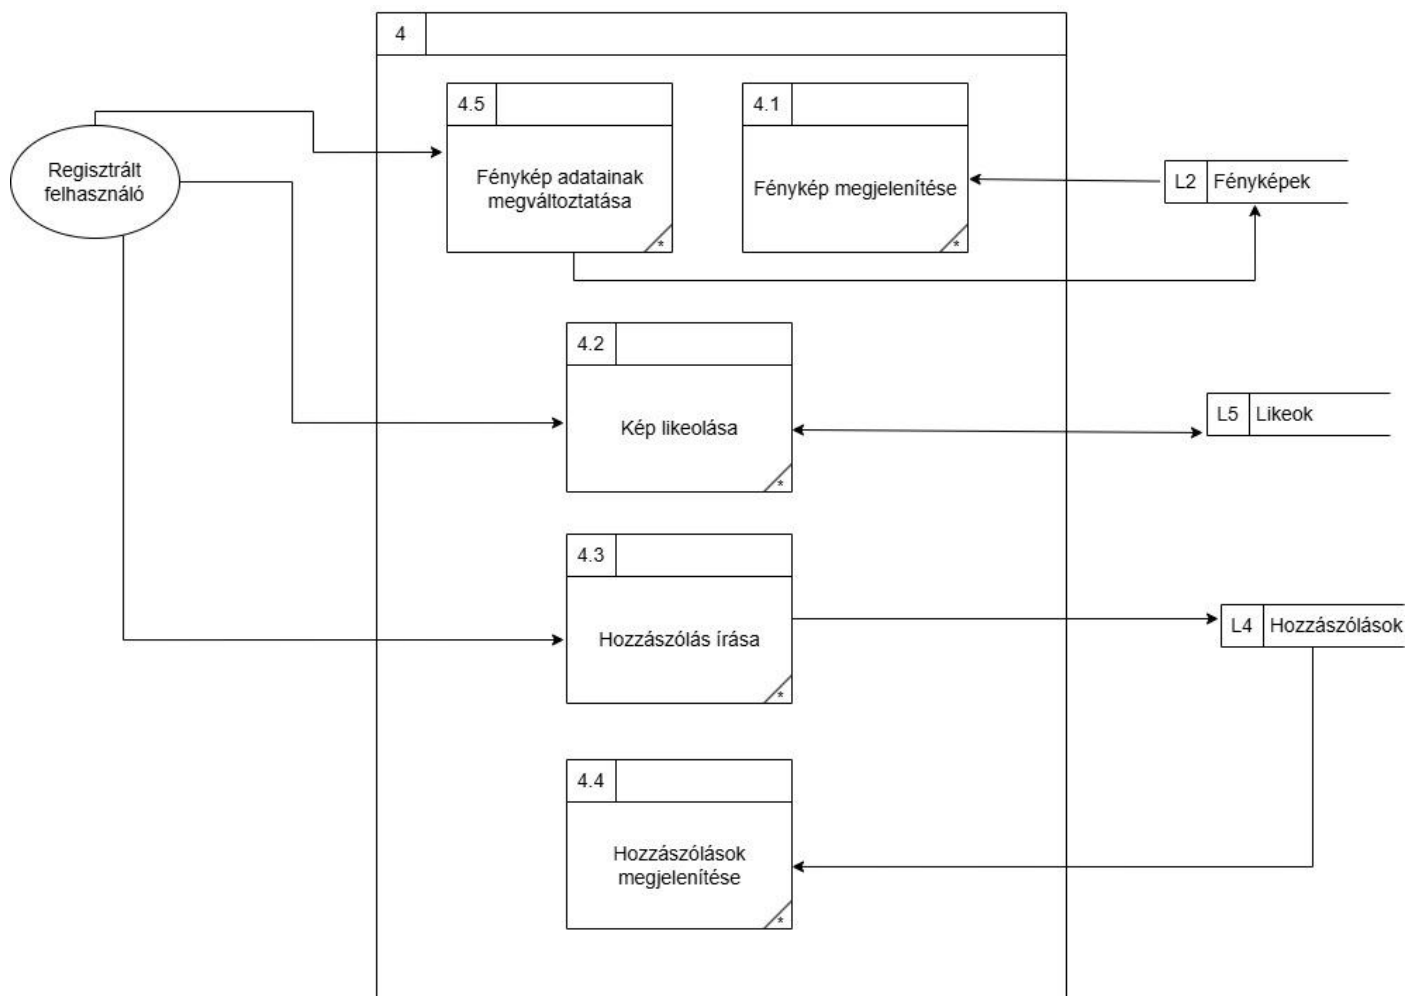 4
4.5
4.1
Regisztrált
felhasználó
Fénykép adatainak
megváltoztatása
*
Fénykép megjelenítése
*
L2 Fényképek
4.2
Kép likeolása
*
L5 Likeok
4.3
Hozzászólás írása
*
L4 Hozzászólások
4.4
Hozzászólások
megjelenítése
*